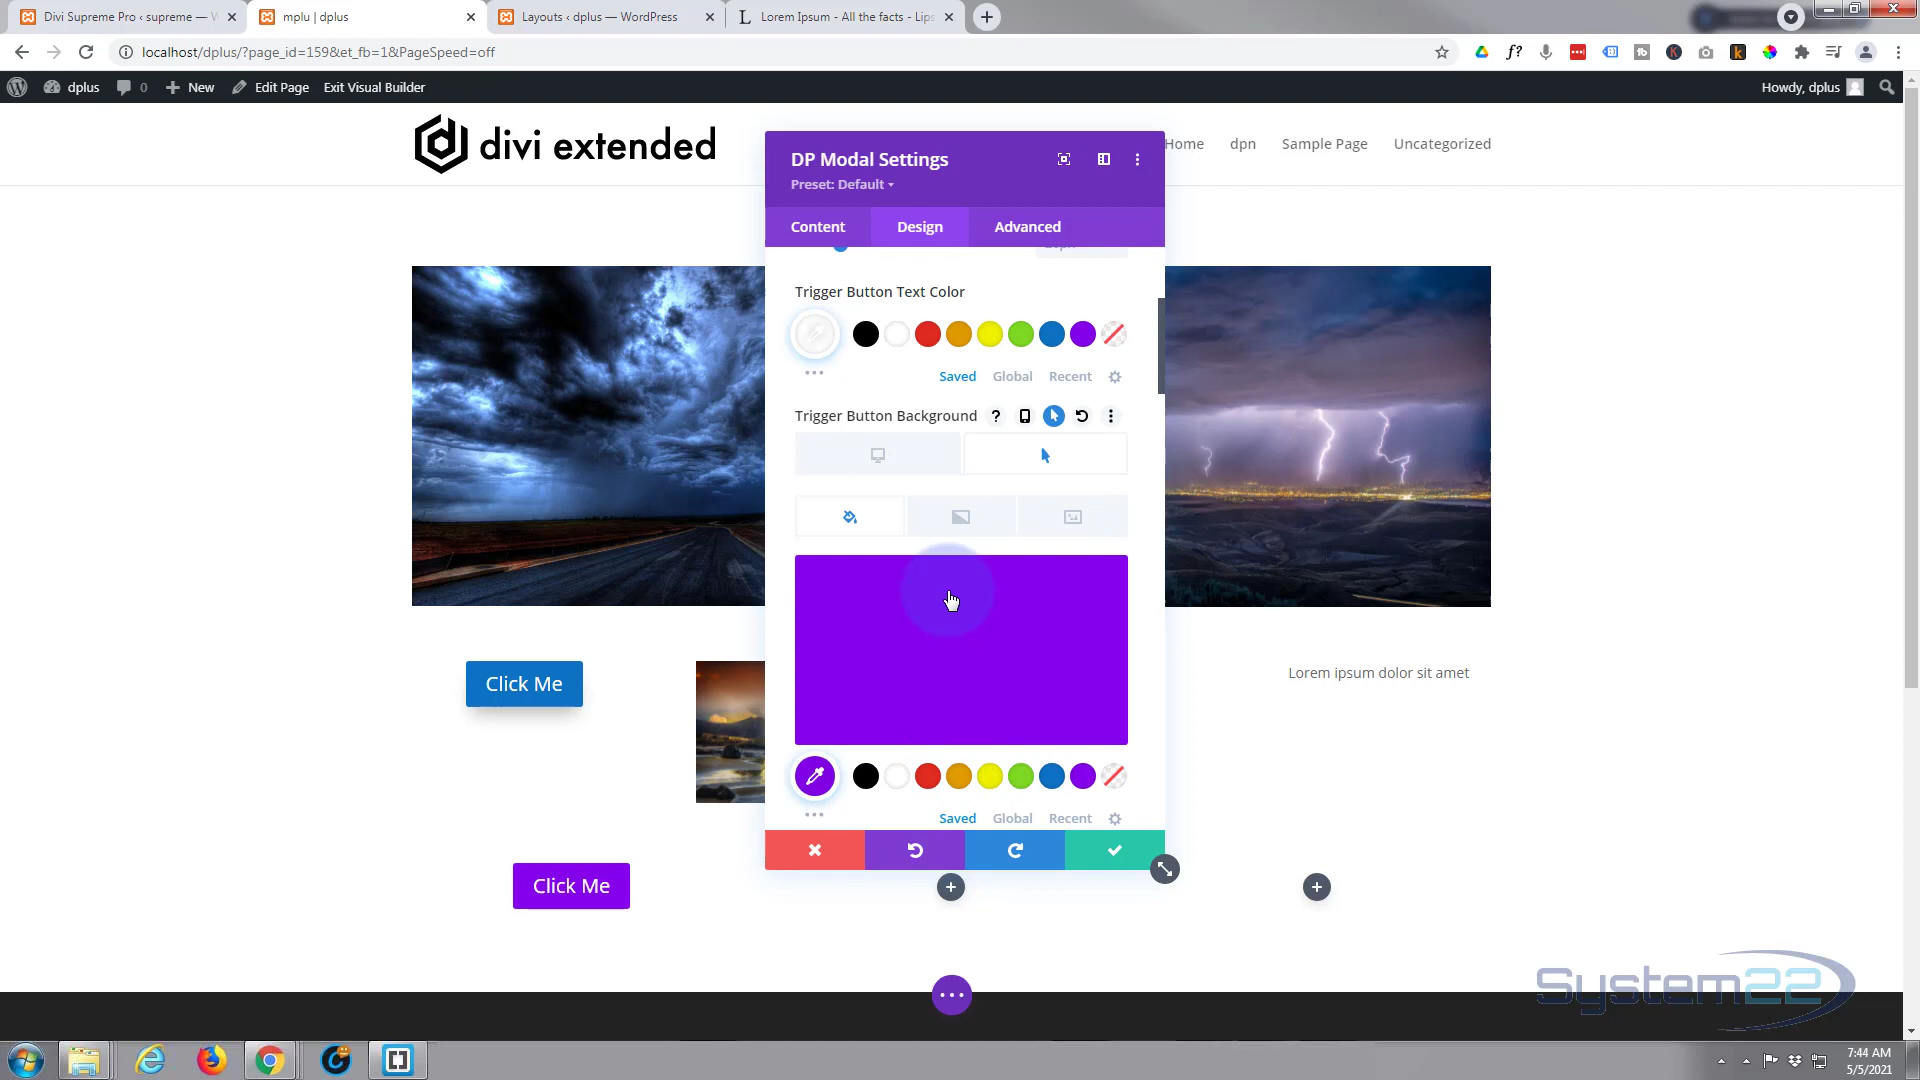 Divi Supreme Pro ‹ supreme — W
mplu | dplus
Layouts ‹ dplus — WordPress
Lorem Ipsum - All the facts - Lips
localhost/dplus/?page_id=159&et_fb=1&PageSpeed=off
dplus
0
New
Edit Page
Exit Visual Builder
Howdy, dplus
divi extended
Home
dpn
Sample Page
Uncategorized
DP Modal Settings
Preset: Default
Content
Design
Advanced
Trigger Button Text Color
Saved
Global
Recent
Trigger Button Background
Click Me
Lorem ipsum dolor sit amet
Saved
Global
Recent
Click Me
System22
7:44 AM
5/5/2021